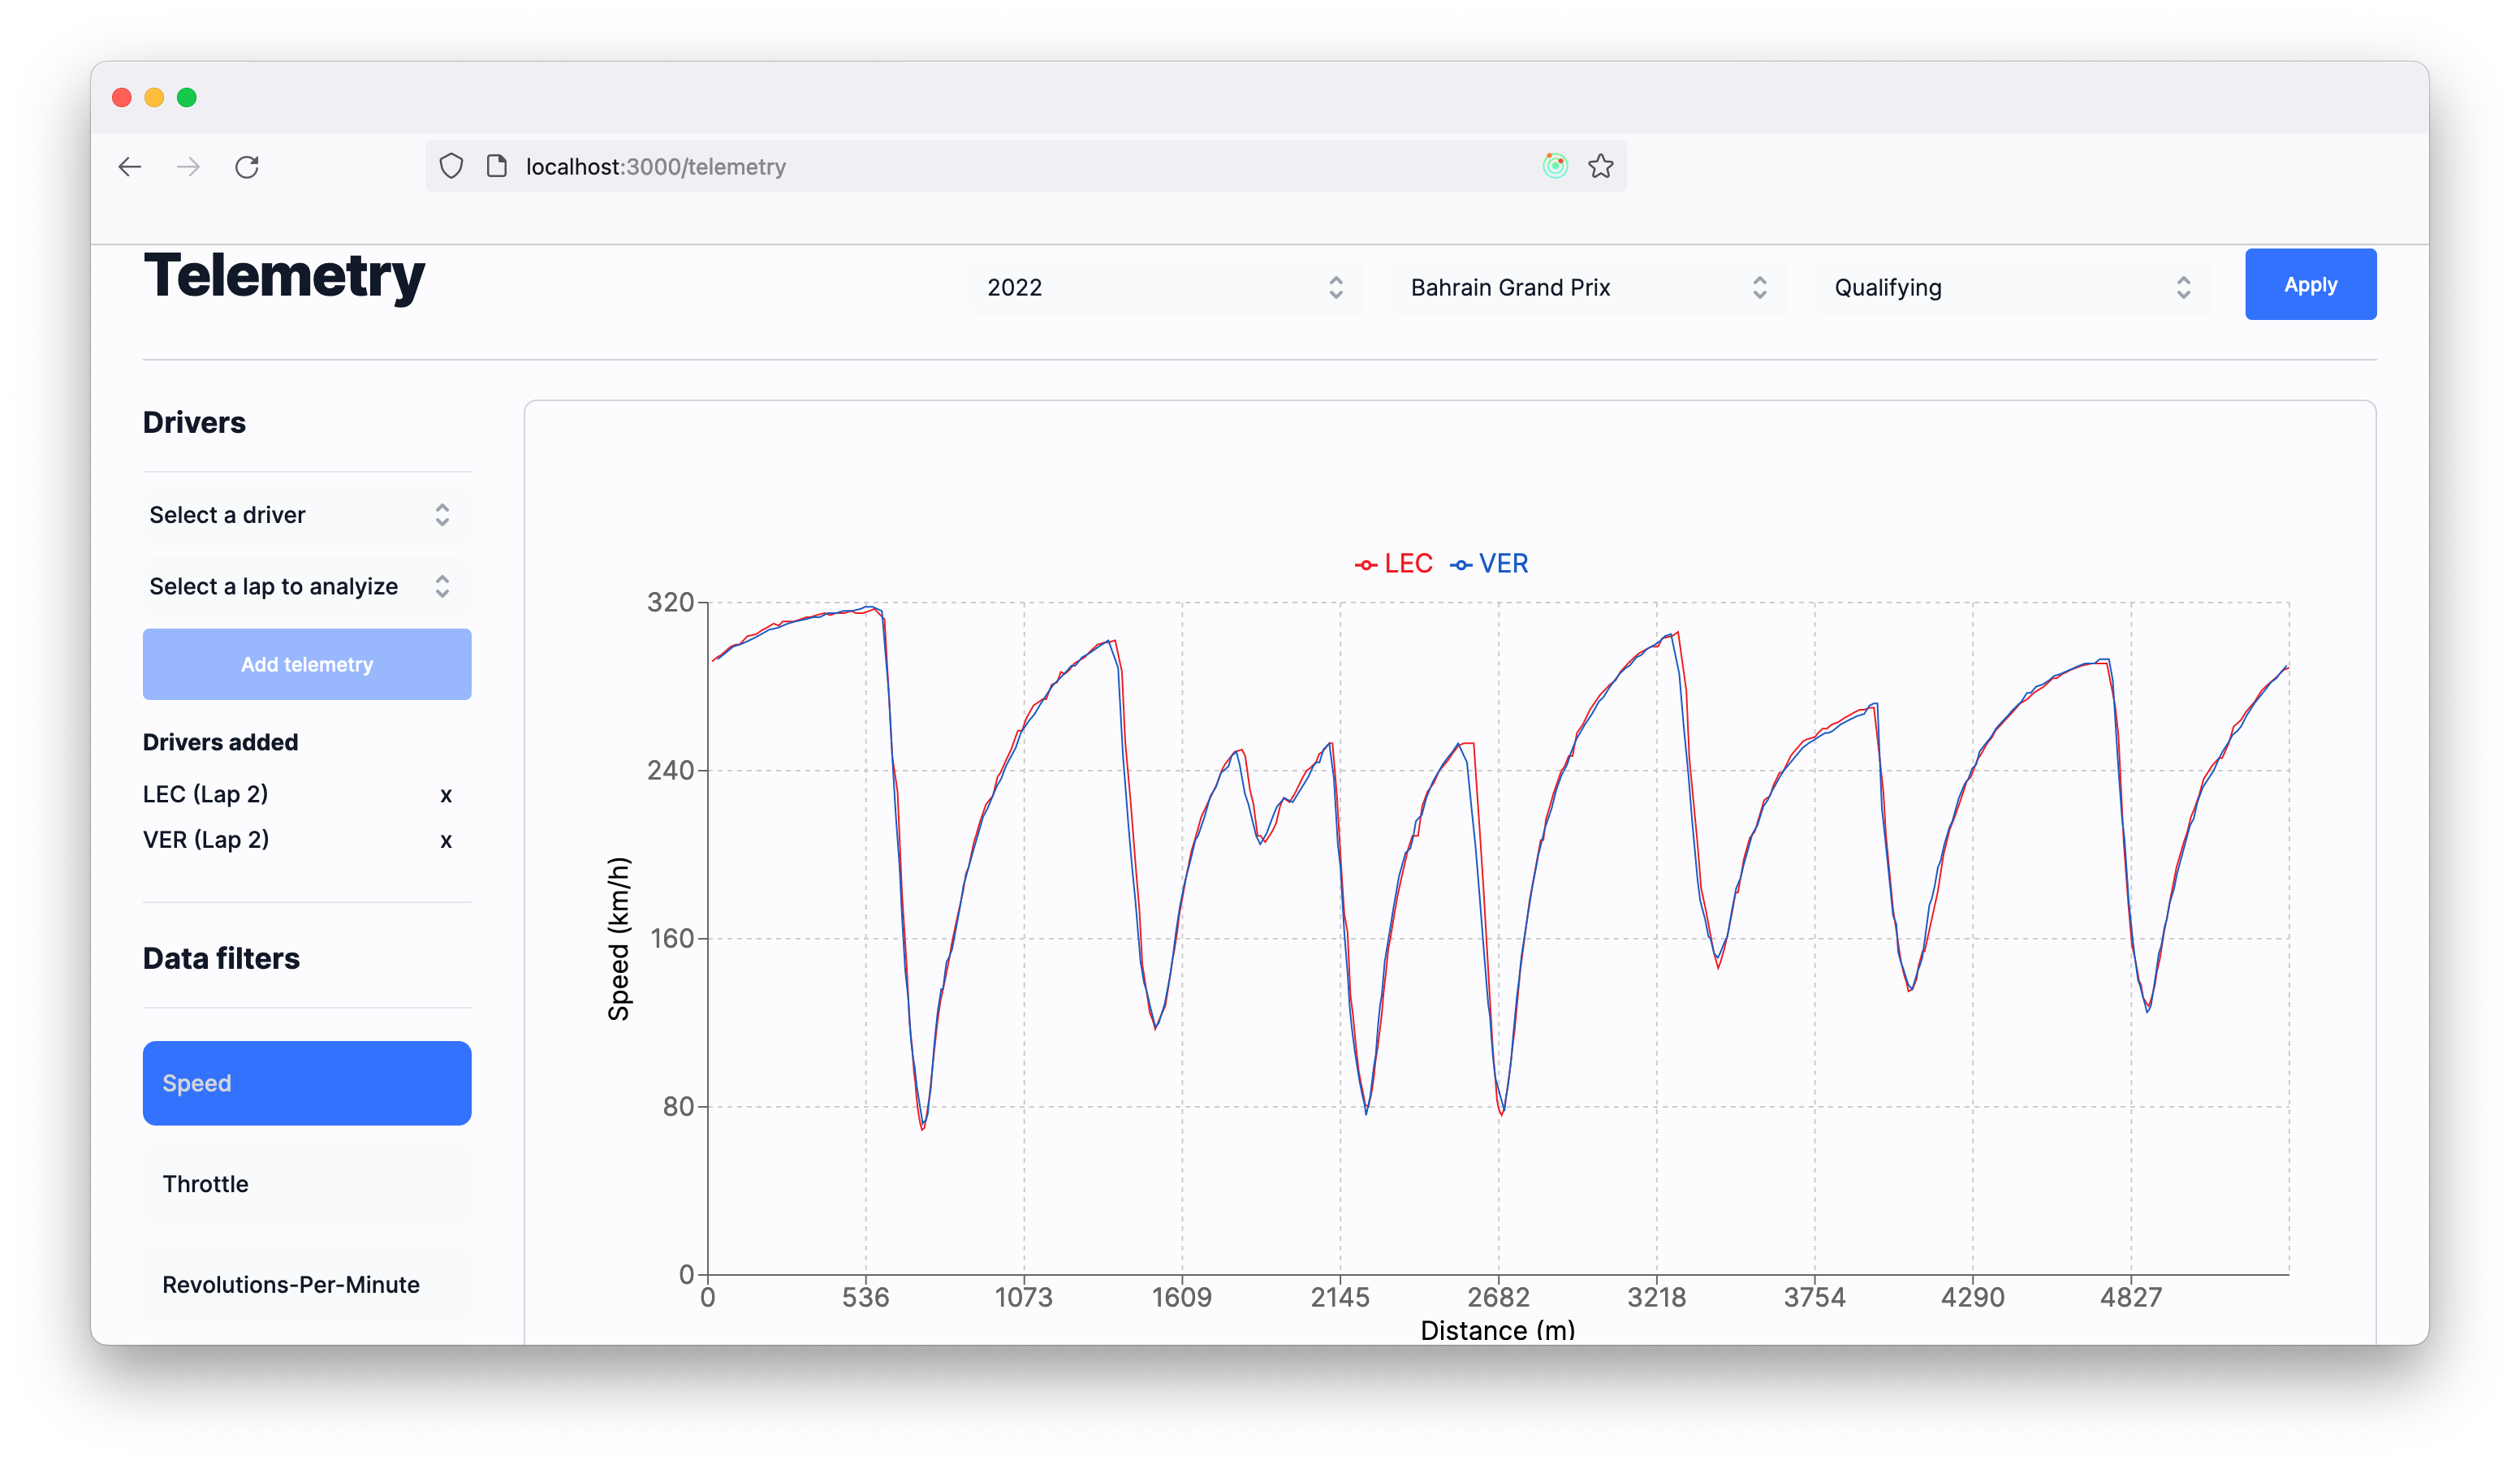 localhost:3000/telemetry
Telemetry
2022
Bahrain Grand Prix
Qualifying
Apply
Drivers
Select a driver
Select a lap to analyize
Add telemetry
Drivers added
LEC (Lap 2) x
VER (Lap 2) x
Data filters
Speed
Throttle
Revolutions-Per-Minute
LEC VER
320
240
160
80
0
Speed (km/h)
0 536 1073 1609 2145 2682 3218 3754 4290 4827
Distance (m)